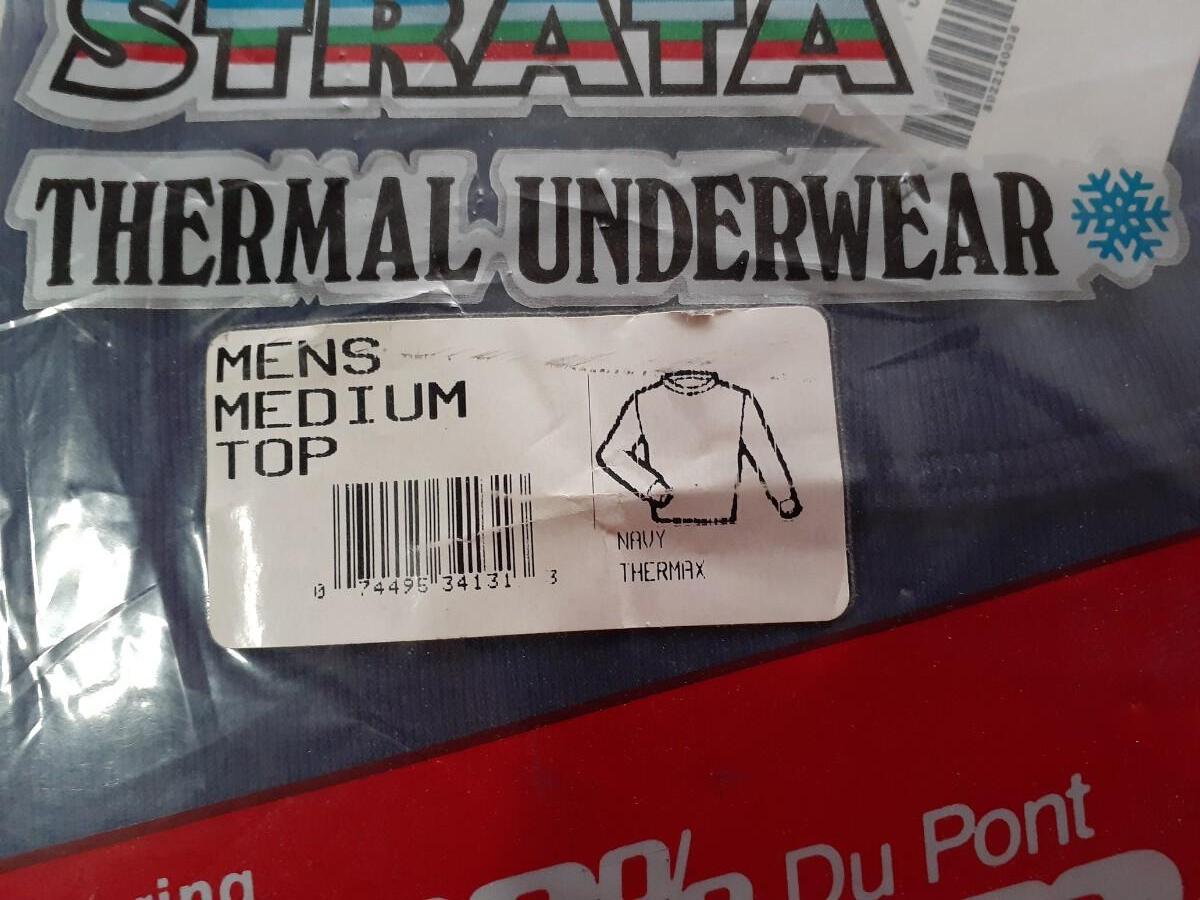 STRATA
THERMAL UNDERWEAR
MENS
MEDIUM
TOP
0 74495 34131 3
NAVY
THERMAX
Du Pont